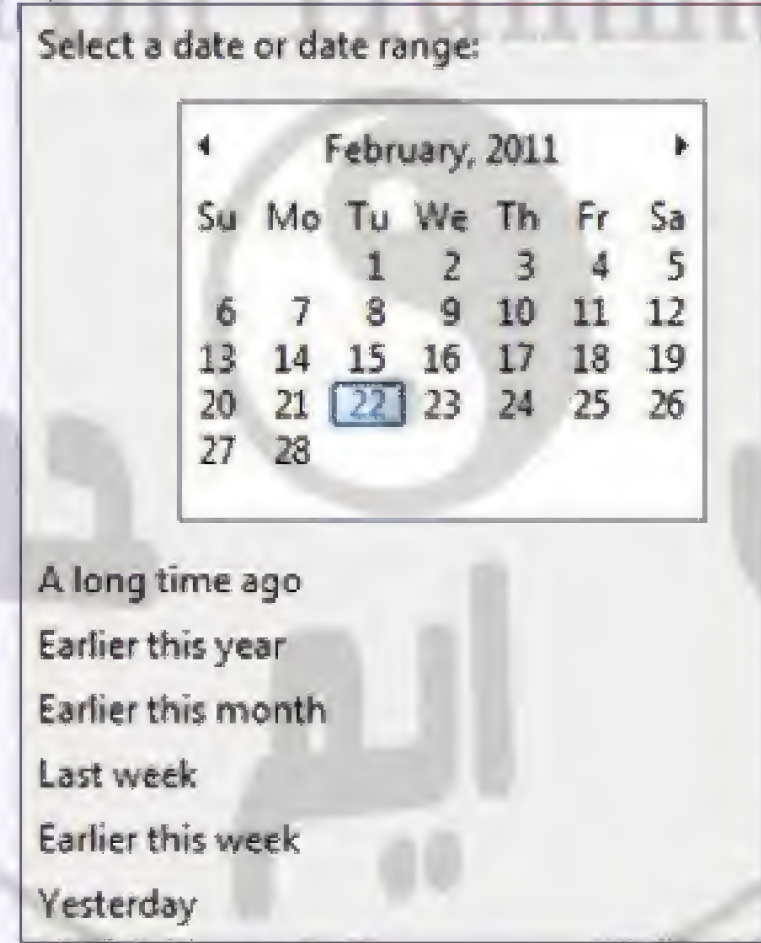 Select a date or date range:
February, 2011
Su Mo Tu We Th Fr Sa
1 2 3 4 5
6 7 8 9 10 11 12
13 14 15 16 17 18 19
20 21 22 23 24 25 26
27 28
A long time ago
Earlier this year
Earlier this month
Last week
Earlier this week
Yesterday